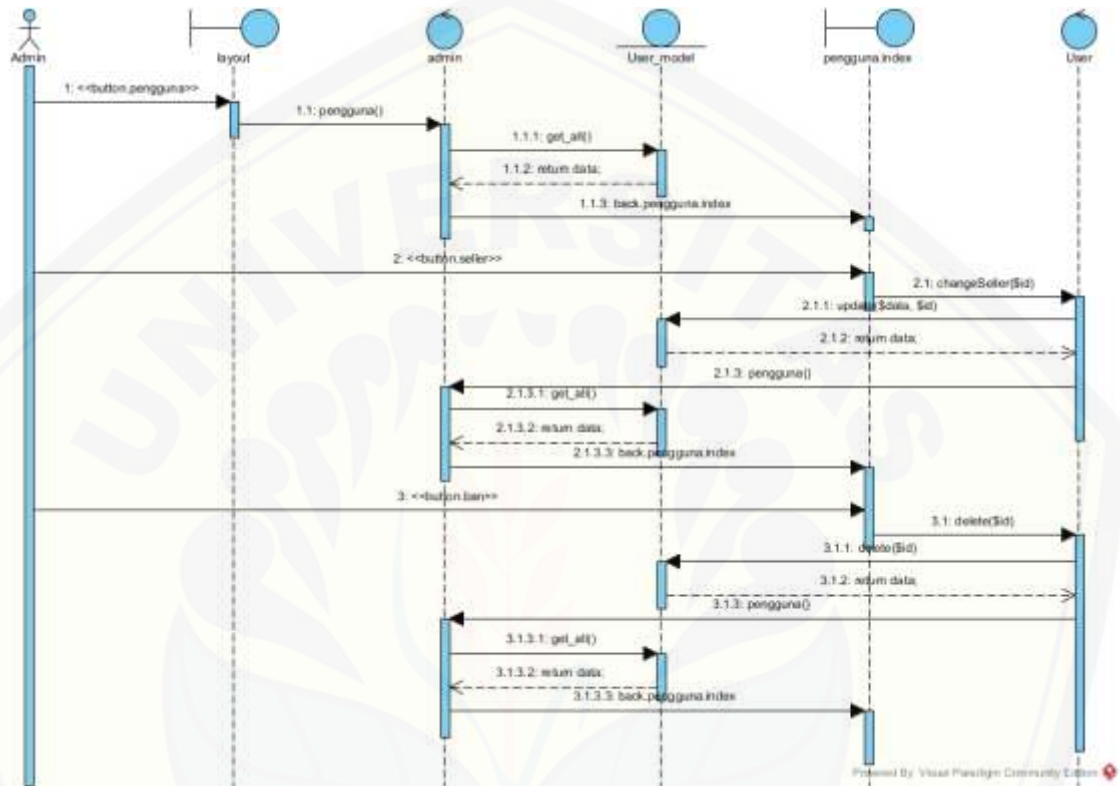 Admin
layout
admin
User_model
pengguna.index
User
1: <<button.pengguna>>
1.1: pengguna()
1.1.1: get_all()
1.1.2: return data;
1.1.3: back.pengguna.index
2: <<button.seller>>
2.1: changeSeller($id)
2.1.1: update($data, $id)
2.1.2: return data;
2.1.3: pengguna()
2.1.3.1: get_all()
2.1.3.2: return data;
2.1.3.3: back.pengguna.index
3: <<button.ban>>
3.1: delete($id)
3.1.1: delete($id)
3.1.2: return data;
3.1.3: pengguna()
3.1.3.1: get_all()
3.1.3.2: return data;
3.1.3.3: back.pengguna.index
UNIVERSITAS
Powered By Visual Paradigm Community Edition